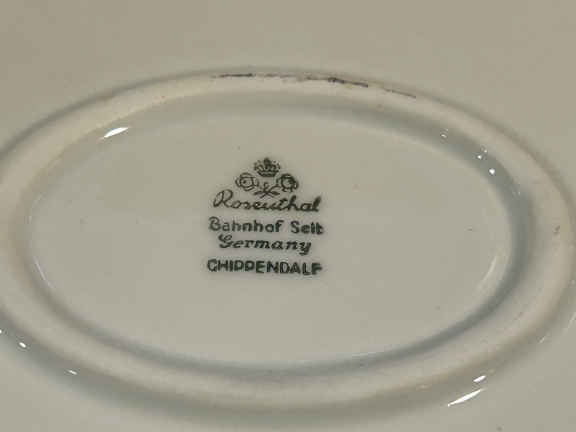 Rosenthal
Bahnhof Selb
Germany
CHIPPENDALE